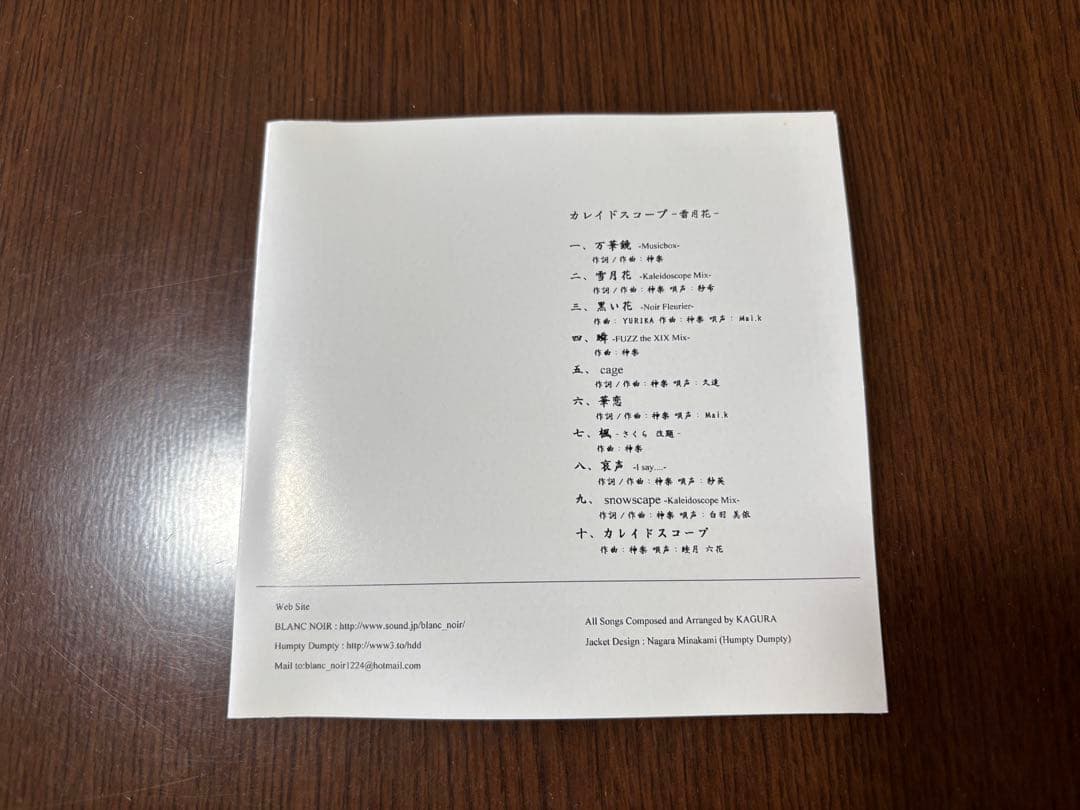 カレイドスコープ -雪月花-
一、万華鏡 -Musicbox-
作詞/作曲:神楽
二、雪月花 -Kaleidoscope Mix-
作詞/作曲:神楽 唄声:紗希
三、黒い花 -Noir Fleurier-
作曲: YURIKA 作曲:神楽 唄声: Mai.k
四、瞬 -FUZZ the XIX Mix-
作曲:神楽
五、 cage
作詞/作曲:神楽 唄声:久遠
六、華恋
作詞/作曲:神楽 唄声: Mai.k
七、楓 -さくら 改題-
作曲:神楽
八、哀声 -I say....-
作詞/作曲:神楽 唄声:紗英
九、 snowscape -Kaleidoscope Mix-
作詞/作曲:神楽 唄声:白羽 美依
十、カレイドスコープ
作曲:神楽 唄声:睦月 六花
Web Site
BLANC NOIR : http://www.sound.jp/blanc_noir/
Humpty Dumpty : http://www3.to/hdd
Mail to:blanc_noir1224@hotmail.com
All Songs Composed and Arranged by KAGURA
Jacket Design : Nagara Minakami (Humpty Dumpty)